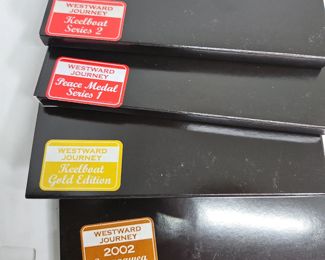 WESTWARD
JOURNEY
Keelboat
Series 2
WESTWARD
JOURNEY
Peace Medal
Series 1
WESTWARD
JOURNEY
Keelboat
Gold Edition
WESTWARD
JOURNEY
2002